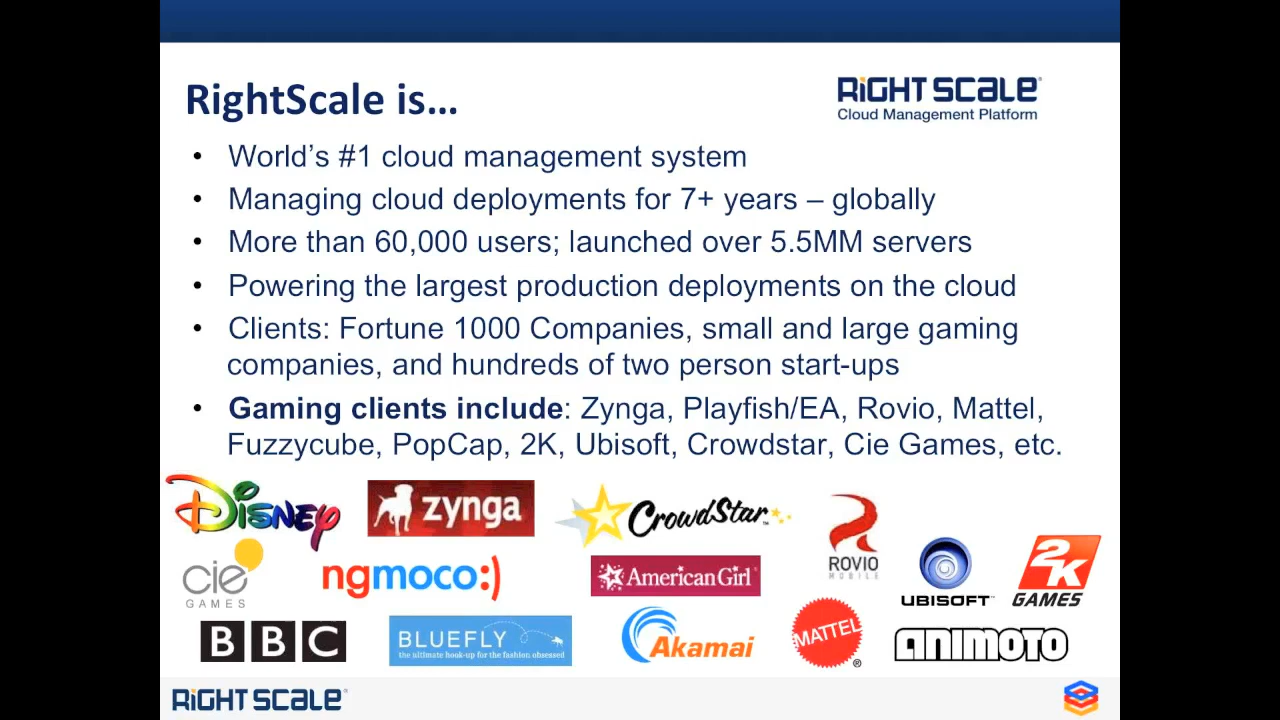 RightScale is...
RIGHT SCALE®
Cloud Management Platform
• World's #1 cloud management system
• Managing cloud deployments for 7+ years – globally
• More than 60,000 users; launched over 5.5MM servers
• Powering the largest production deployments on the cloud
• Clients: Fortune 1000 Companies, small and large gaming
companies, and hundreds of two person start-ups
• Gaming clients include: Zynga, Playfish/EA, Rovio, Mattel,
Fuzzycube, PopCap, 2K, Ubisoft, Crowdstar, Cie Games, etc.
DISNEY
zynga
CROWDSTAR™
ROVIO
MOBILE
cie
GAMES
ngmoco:)
American Girl
UBISOFT™
2K
GAMES
BBC
BLUEFLY
the ultimate hook-up for the fashion obsessed
Akamai
MATTEL®
ANIMOTO
RIGHT SCALE®